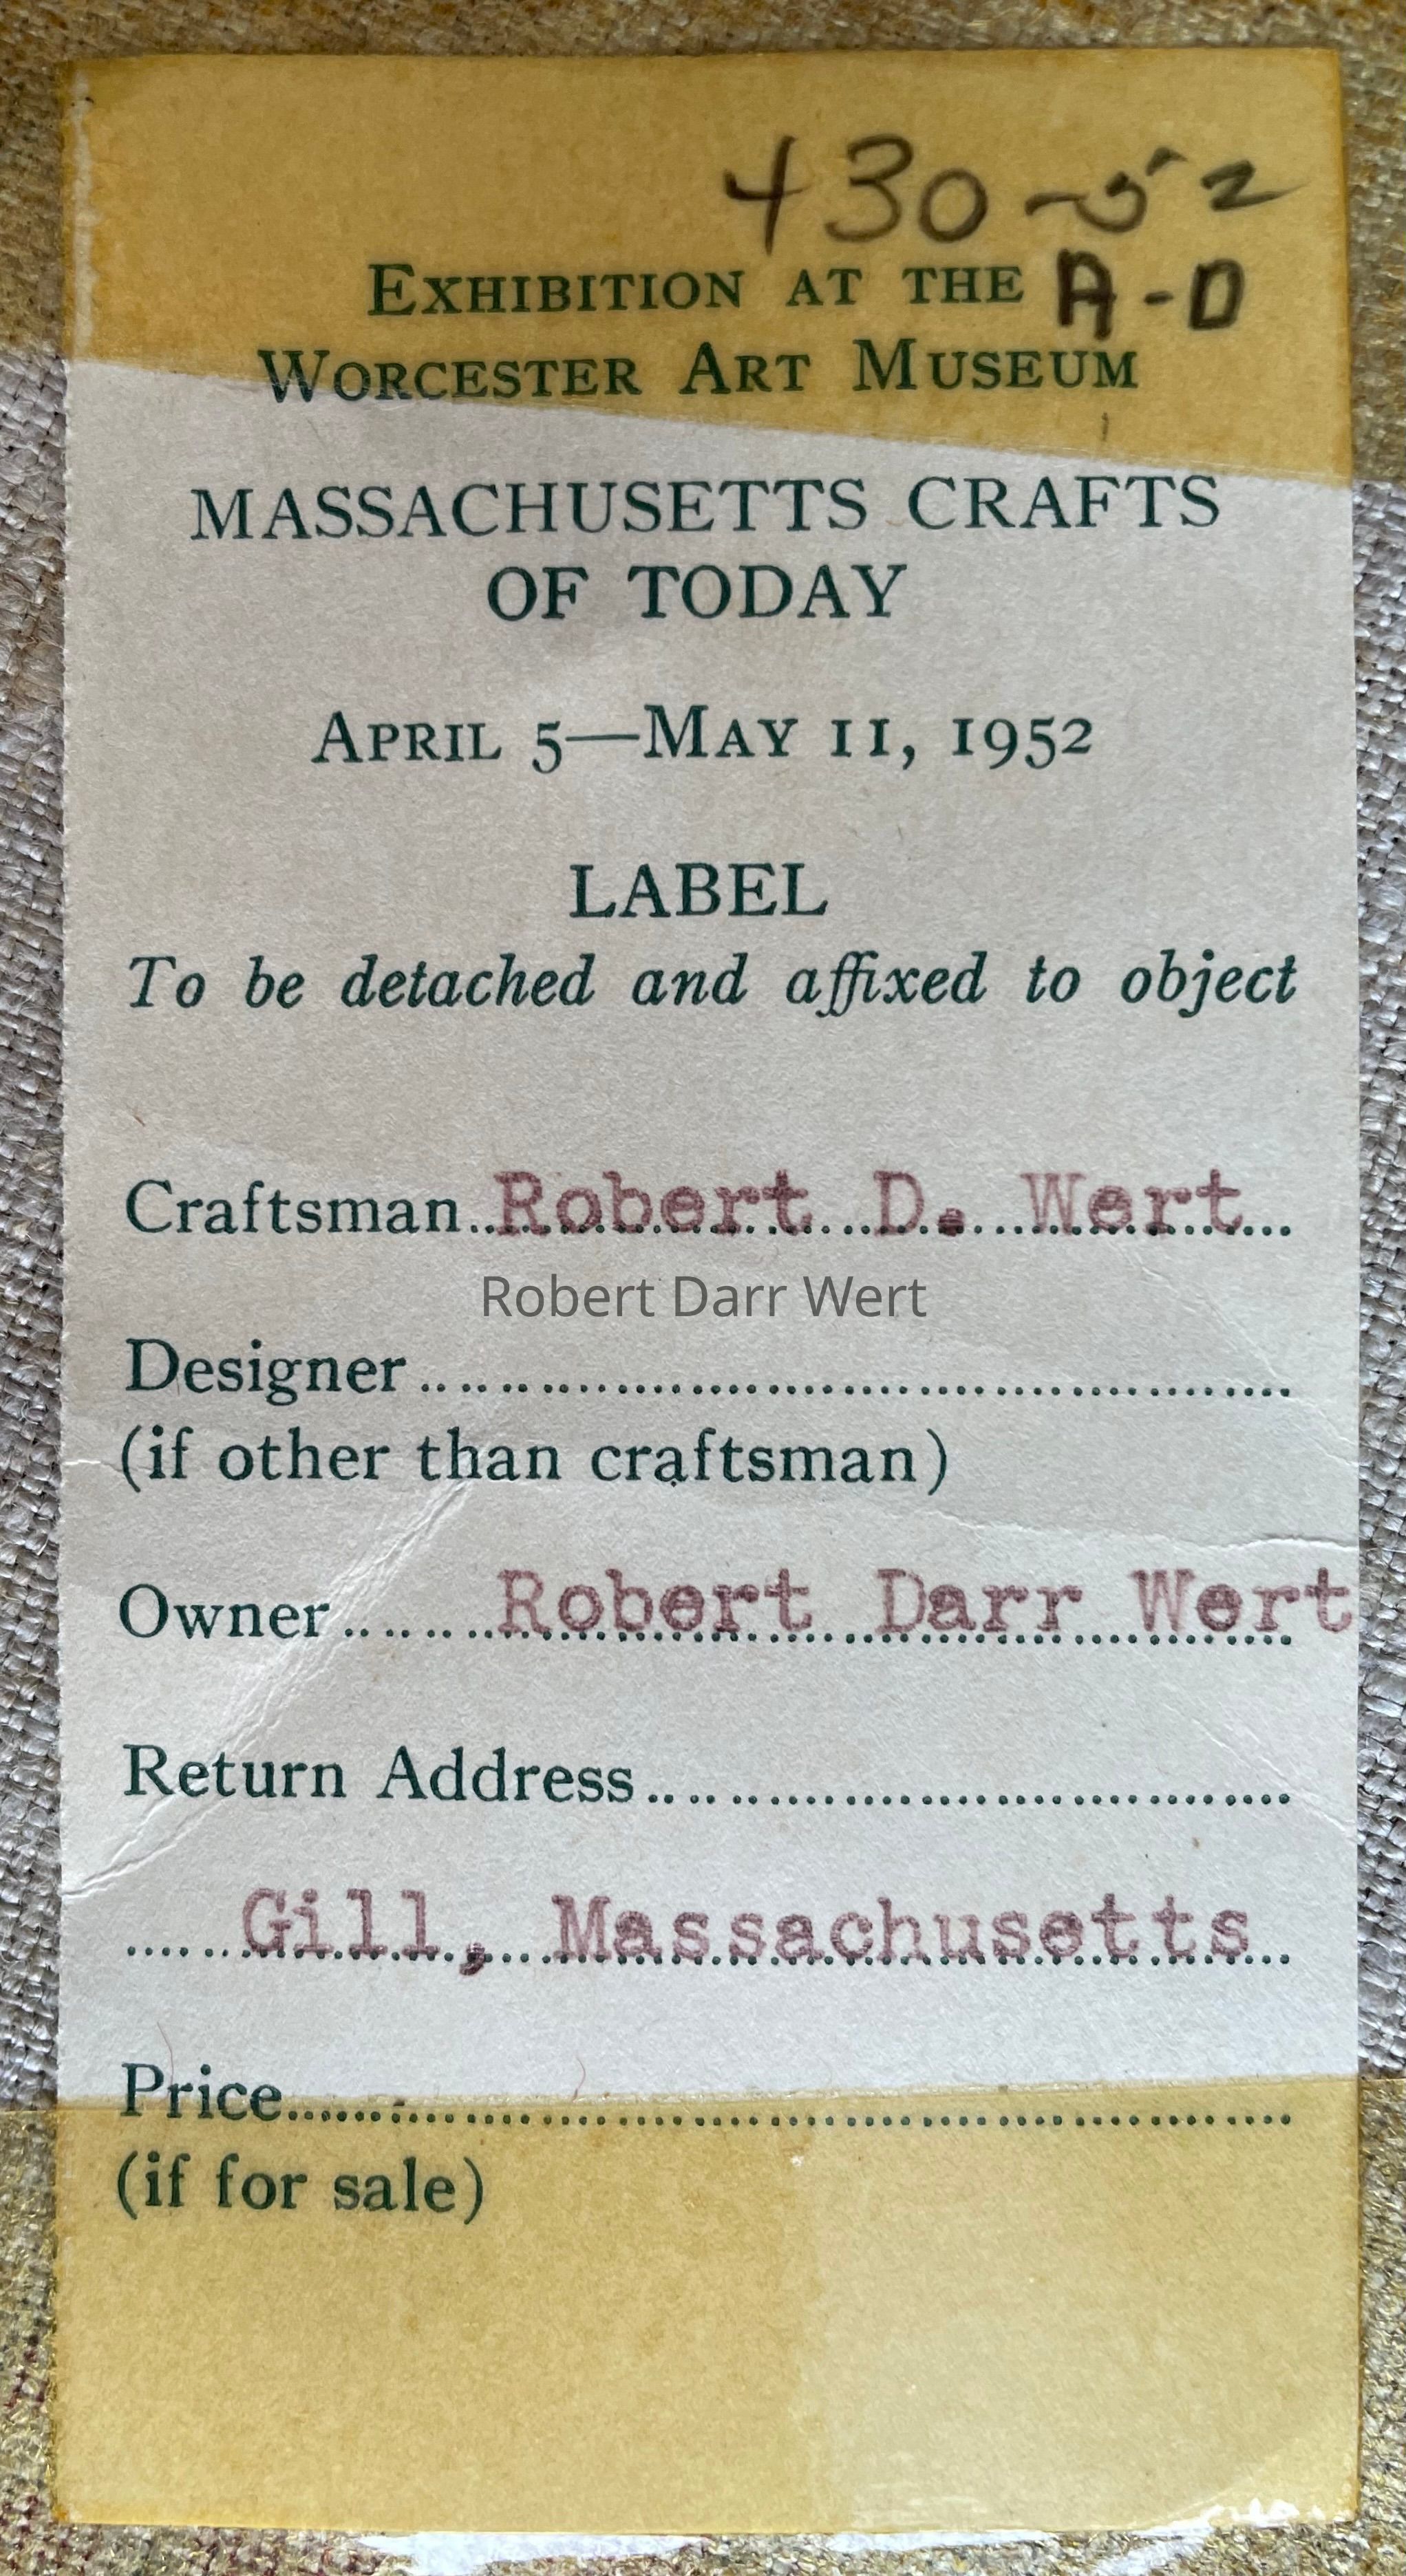 430-52
EXHIBITION AT THE A-D
WORCESTER ART MUSEUM
MASSACHUSETTS CRAFTS
OF TODAY
APRIL 5—MAY 11, 1952
LABEL
To be detached and affixed to object
Craftsman Robert D. Wert
Robert Darr Wert
Designer
(if other than craftsman)
Owner Robert Darr Wert
Return Address
Gill, Massachusetts
Price
(if for sale)